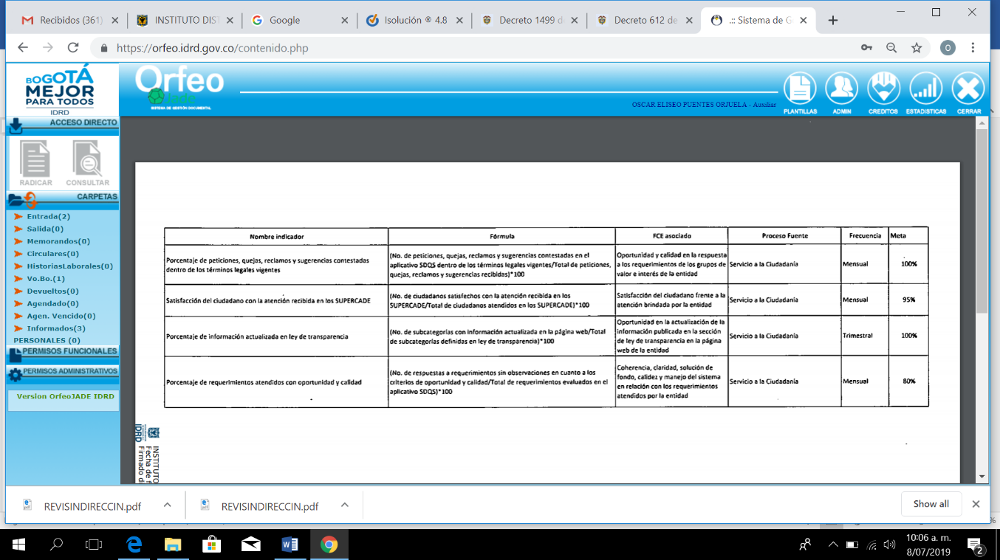 Recibidos (361)
INSTITUTO DIST
Google
Isolución ® 4.8
Decreto 1499 d
Decreto 612 de
.:: Sistema de G
https://orfeo.idrd.gov.co/contenido.php
O
BOGOTÁ
MEJOR
PARA TODOS
IDRD
Orfeo
Jade
SISTEMA DE GESTIÓN DOCUMENTAL
OSCAR ELISEO PUENTES ORJUELA - Auxiliar
PLANTILLAS
ADMIN
CREDITOS
ESTADISTICAS
CERRAR
ACCESO DIRECTO
RADICAR
CONSULTAR
CARPETAS
Entrada(2)
Salida(0)
Memorandos(0)
Circulares(0)
HistoriasLaborales(0)
Vo.Bo.(1)
Devueltos(0)
Agendado(0)
Agen. Vencido(0)
Informados(3)
PERSONALES (0)
PERMISOS FUNCIONALES
PERMISOS ADMINISTRATIVOS
Version OrfeoJADE IDRD
Nombre indicador
Fórmula
FCE asociado
Proceso Fuente
Frecuencia
Meta
Porcentaje de peticiones, quejas, reclamos y sugerencias contestadas
dentro de los términos legales vigentes
(No. de peticiones, quejas, reclamos y sugerencias contestadas en el
aplicativo SDQS dentro de los términos legales vigentes/Total de peticiones,
quejas, reclamos y sugerencias recibidas)*100
Oportunidad y calidad en la respuesta
a los requerimientos de los grupos de
valor e interés de la entidad
Servicio a la Ciudadanía
Mensual
100%
Satisfacción del ciudadano con la atención recibida en los SUPERCADE
(No. de ciudadanos satisfechos con la atención recibida en los
SUPERCADE/Total de ciudadanos atendidos en los SUPERCADE)*100
Satisfacción del ciudadano frente a la
atención brindada por la entidad
Servicio a la Ciudadanía
Mensual
95%
Porcentaje de información actualizada en ley de transparencia
(No. de subcategorías con información actualizada en la página web/Total
de subcategorías definidas en ley de transparencia)*100
Oportunidad en la actualización de la
información publicada en la sección
de ley de transparencia en la página
web de la entidad
Servicio a la Ciudadanía
Trimestral
100%
Porcentaje de requerimientos atendidos con oportunidad y calidad
(No. de respuestas a requerimientos sin observaciones en cuanto a los
criterios de oportunidad y calidad/Total de requerimientos evaluados en el
aplicativo SDQS)*100
Coherencia, claridad, solución de
fondo, calidez y manejo del sistema
en relación con los requerimientos
atendidos por la entidad
Servicio a la Ciudadanía
Mensual
80%
IDRD
INSTITUTO
Fecha de f
Firmado di
REVISINDIRECCIN.pdf
REVISINDIRECCIN.pdf
Show all
10:06 a. m.
8/07/2019
2